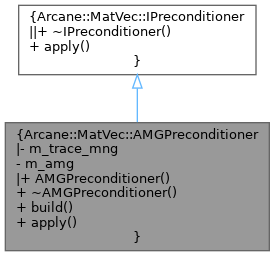 {Arcane::MatVec::IPreconditioner
||+ ~IPreconditioner()
+ apply()
}
{Arcane::MatVec::AMGPreconditioner
|- m_trace_mng
- m_amg
|+ AMGPreconditioner()
+ ~AMGPreconditioner()
+ build()
+ apply()
}